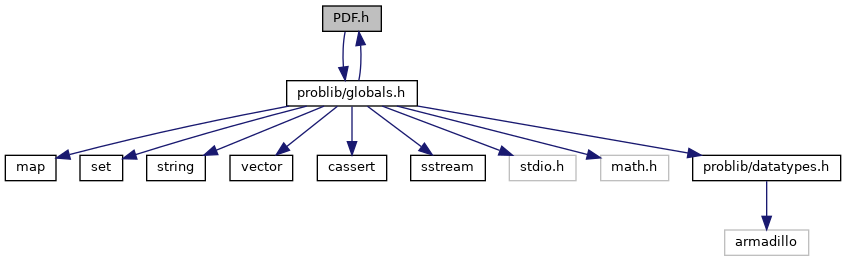 PDF.h
problib/globals.h
map
set
string
vector
cassert
sstream
stdio.h
math.h
problib/datatypes.h
armadillo